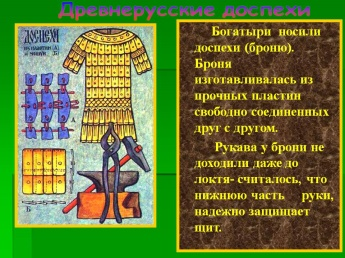 Древнерусские доспехи
ДОСПЕХИ
А
Б
Богатыри носили
доспехи (броню).
Броня
изготавливалась из
прочных пластин
свободно соединенных
друг с другом.
Рукава у брони не
доходили даже до
локтя- считалось, что
нижнюю часть руки,
надежно защищает
щит.